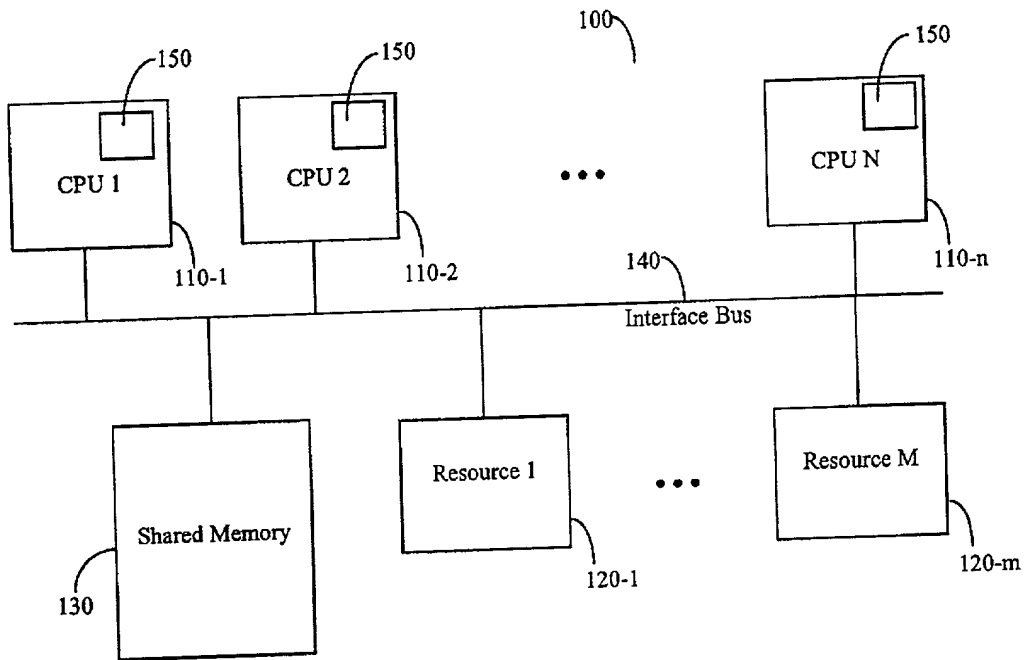 100
150
150
150
CPU 1
CPU 2
...
CPU N
110-1
110-2
110-n
140
Interface Bus
Resource 1
...
Resource M
Shared Memory
130
120-1
120-m